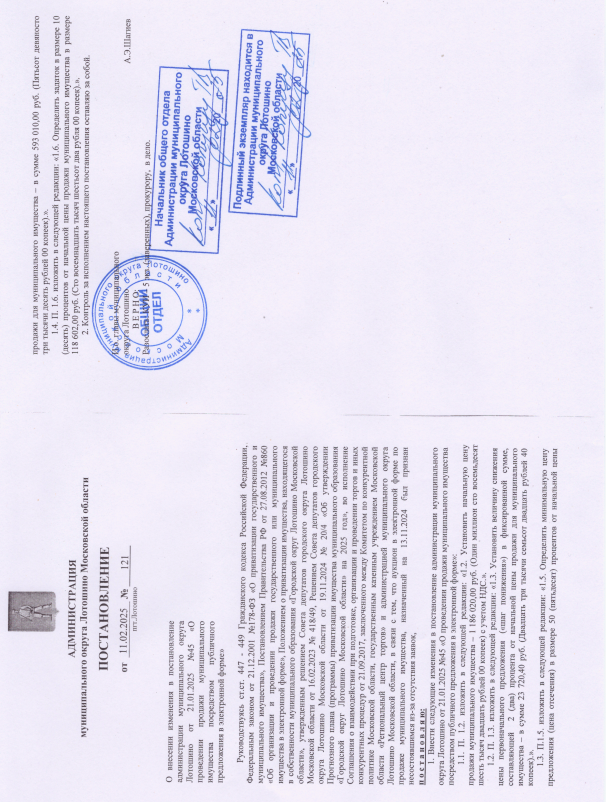 АДМИНИСТРАЦИЯ
муниципального округа Лотошино Московской области
ПОСТАНОВЛЕНИЕ
от 11.02.2025 № 121
пгт.Лотошино
О внесении изменения в постановление
администрации муниципального округа
Лотошино от 21.01.2025 №45 «О
проведении продажи муниципального
имущества посредством публичного
предложения в электронной форме»
Руководствуясь ст.ст. 447 - 449 Гражданского кодекса Российской Федерации,
Федеральным законом от 21.12.2001 №178-ФЗ «О приватизации государственного и
муниципального имущества», Постановлением Правительства РФ от 27.08.2012 №860
«Об организации и проведении продажи государственного или муниципального
имущества в электронной форме», Положением о приватизации имущества, находящегося
в собственности муниципального образования «Городской округ Лотошино Московской
области», утвержденным решением Совета депутатов городского округа Лотошино
Московской области от 16.02.2023 № 418/49, Решением Совета депутатов городского
округа Лотошино Московской области от 19.11.2024 № 20/4 «Об утверждении
Прогнозного плана (программы) приватизации имущества муниципального образования
«Городской округ Лотошино Московской области» на 2025 год», во исполнение
Соглашения о взаимодействии при подготовке, организации и проведении торгов и иных
конкурентных процедур от 21.09.2017, заключенного между Комитетом по конкурентной
политике Московской области, государственным казенным учреждением Московской
области «Региональный центр торгов» и администрацией муниципального округа
Лотошино Московской области, в связи с тем, что аукцион в электронной форме по
продаже муниципального имущества, назначенный на 13.11.2024 был признан
несостоявшимся из-за отсутствия заявок,
п о с т а н о в л я ю:
1. Внести следующие изменения в постановление администрации муниципального
округа Лотошино от 21.01.2025 №45 «О проведении продажи муниципального имущества
посредством публичного предложения в электронной форме»:
1.1. П. 1.2. изложить в следующей редакции: «1.2. Установить начальную цену
продажи муниципального имущества – 1 186 020,00 руб. (Один миллион сто восемьдесят
шесть тысяч двадцать рублей 00 копеек) с учетом НДС.».
1.2. П. 1.3. изложить в следующей редакции: «1.3. Установить величину снижения
цены первоначального предложения («шаг понижения») в фиксированной сумме,
составляющей 2 (два) процента от начальной цены продажи для муниципального
имущества – в сумме 23 720,40 руб. (Двадцать три тысячи семьсот двадцать рублей 40
копеек).».
1.3. П.1.5. изложить в следующей редакции: «1.5. Определить минимальную цену
предложения (цена отсечения) в размере 50 (пятьдесят) процентов от начальной цены
продажи для муниципального имущества – в сумме 593 010,00 руб. (Пятьсот девяносто
три тысячи десять рублей 00 копеек).».
1.4. П. 1.6. изложить в следующей редакции: «1.6. Определить задаток в размере 10
(десять) процентов от начальной цены продажи муниципального имущества в размере
118 602,00 руб. (Сто восемнадцать тысяч шестьсот два рубля 00 копеек).».
2. Контроль за исполнением настоящего постановления оставляю за собой.
главы муниципального
округа Лотошино
А.Э.Шагиев
ВЕРНО:
5 экз. (заверенных), прокурору, в дело.
Администрация муниципального округа Лотошино
Московской области
ОБЩИЙ
ОТДЕЛ
Начальник общего отдела
Администрации муниципального
округа Лотошино
Московской области
Подлинный экземпляр находится в
Администрации муниципального
округа Лотошино
Московской области